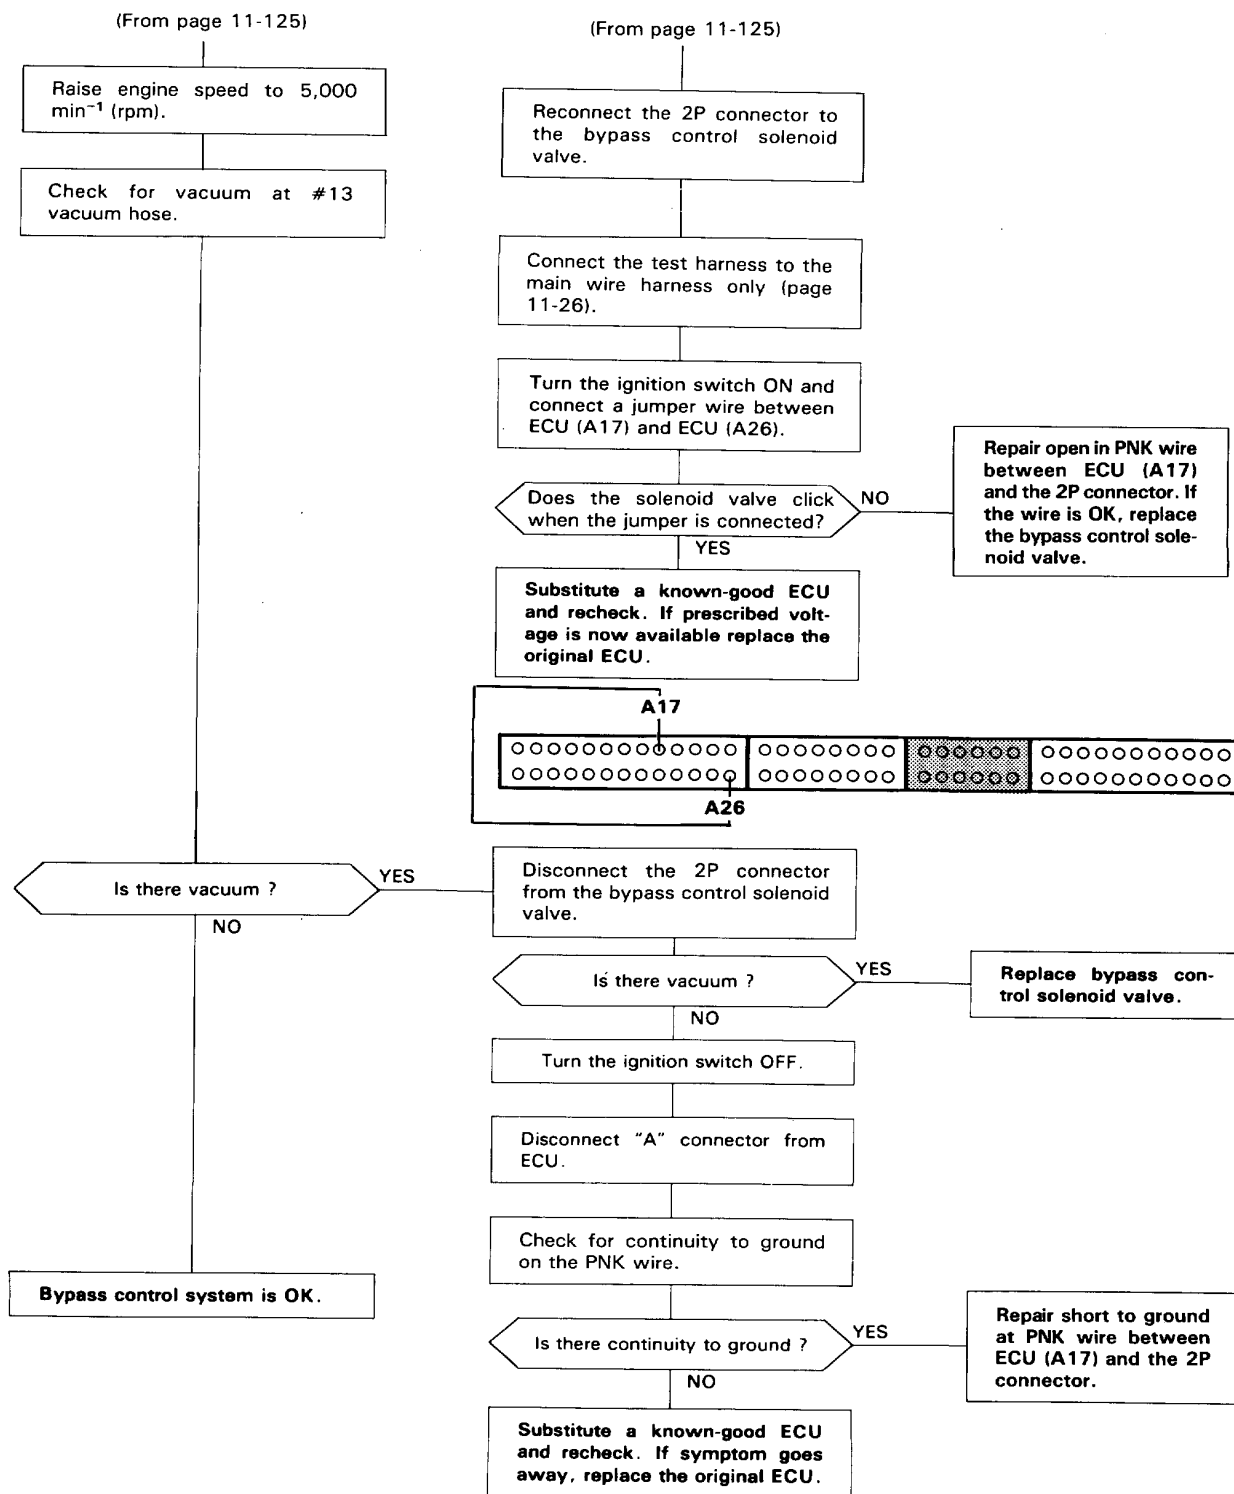 (From page 11-125)
Raise engine speed to 5,000
min⁻¹ (rpm).
Check for vacuum at #13
vacuum hose.
(From page 11-125)
Reconnect the 2P connector to
the bypass control solenoid
valve.
Connect the test harness to the
main wire harness only (page
11-26).
Turn the ignition switch ON and
connect a jumper wire between
ECU (A17) and ECU (A26).
Does the solenoid valve click
when the jumper is connected?
NO
Repair open in PNK wire
between ECU (A17)
and the 2P connector. If
the wire is OK, replace
the bypass control sole-
noid valve.
YES
Substitute a known-good ECU
and recheck. If prescribed volt-
age is now available replace the
original ECU.
A17
A26
Is there vacuum ?
YES
NO
Disconnect the 2P connector
from the bypass control solenoid
valve.
Is there vacuum ?
YES
Replace bypass con-
trol solenoid valve.
NO
Turn the ignition switch OFF.
Disconnect "A" connector from
ECU.
Check for continuity to ground
on the PNK wire.
Bypass control system is OK.
Is there continuity to ground ?
YES
Repair short to ground
at PNK wire between
ECU (A17) and the 2P
connector.
NO
Substitute a known-good ECU
and recheck. If symptom goes
away, replace the original ECU.